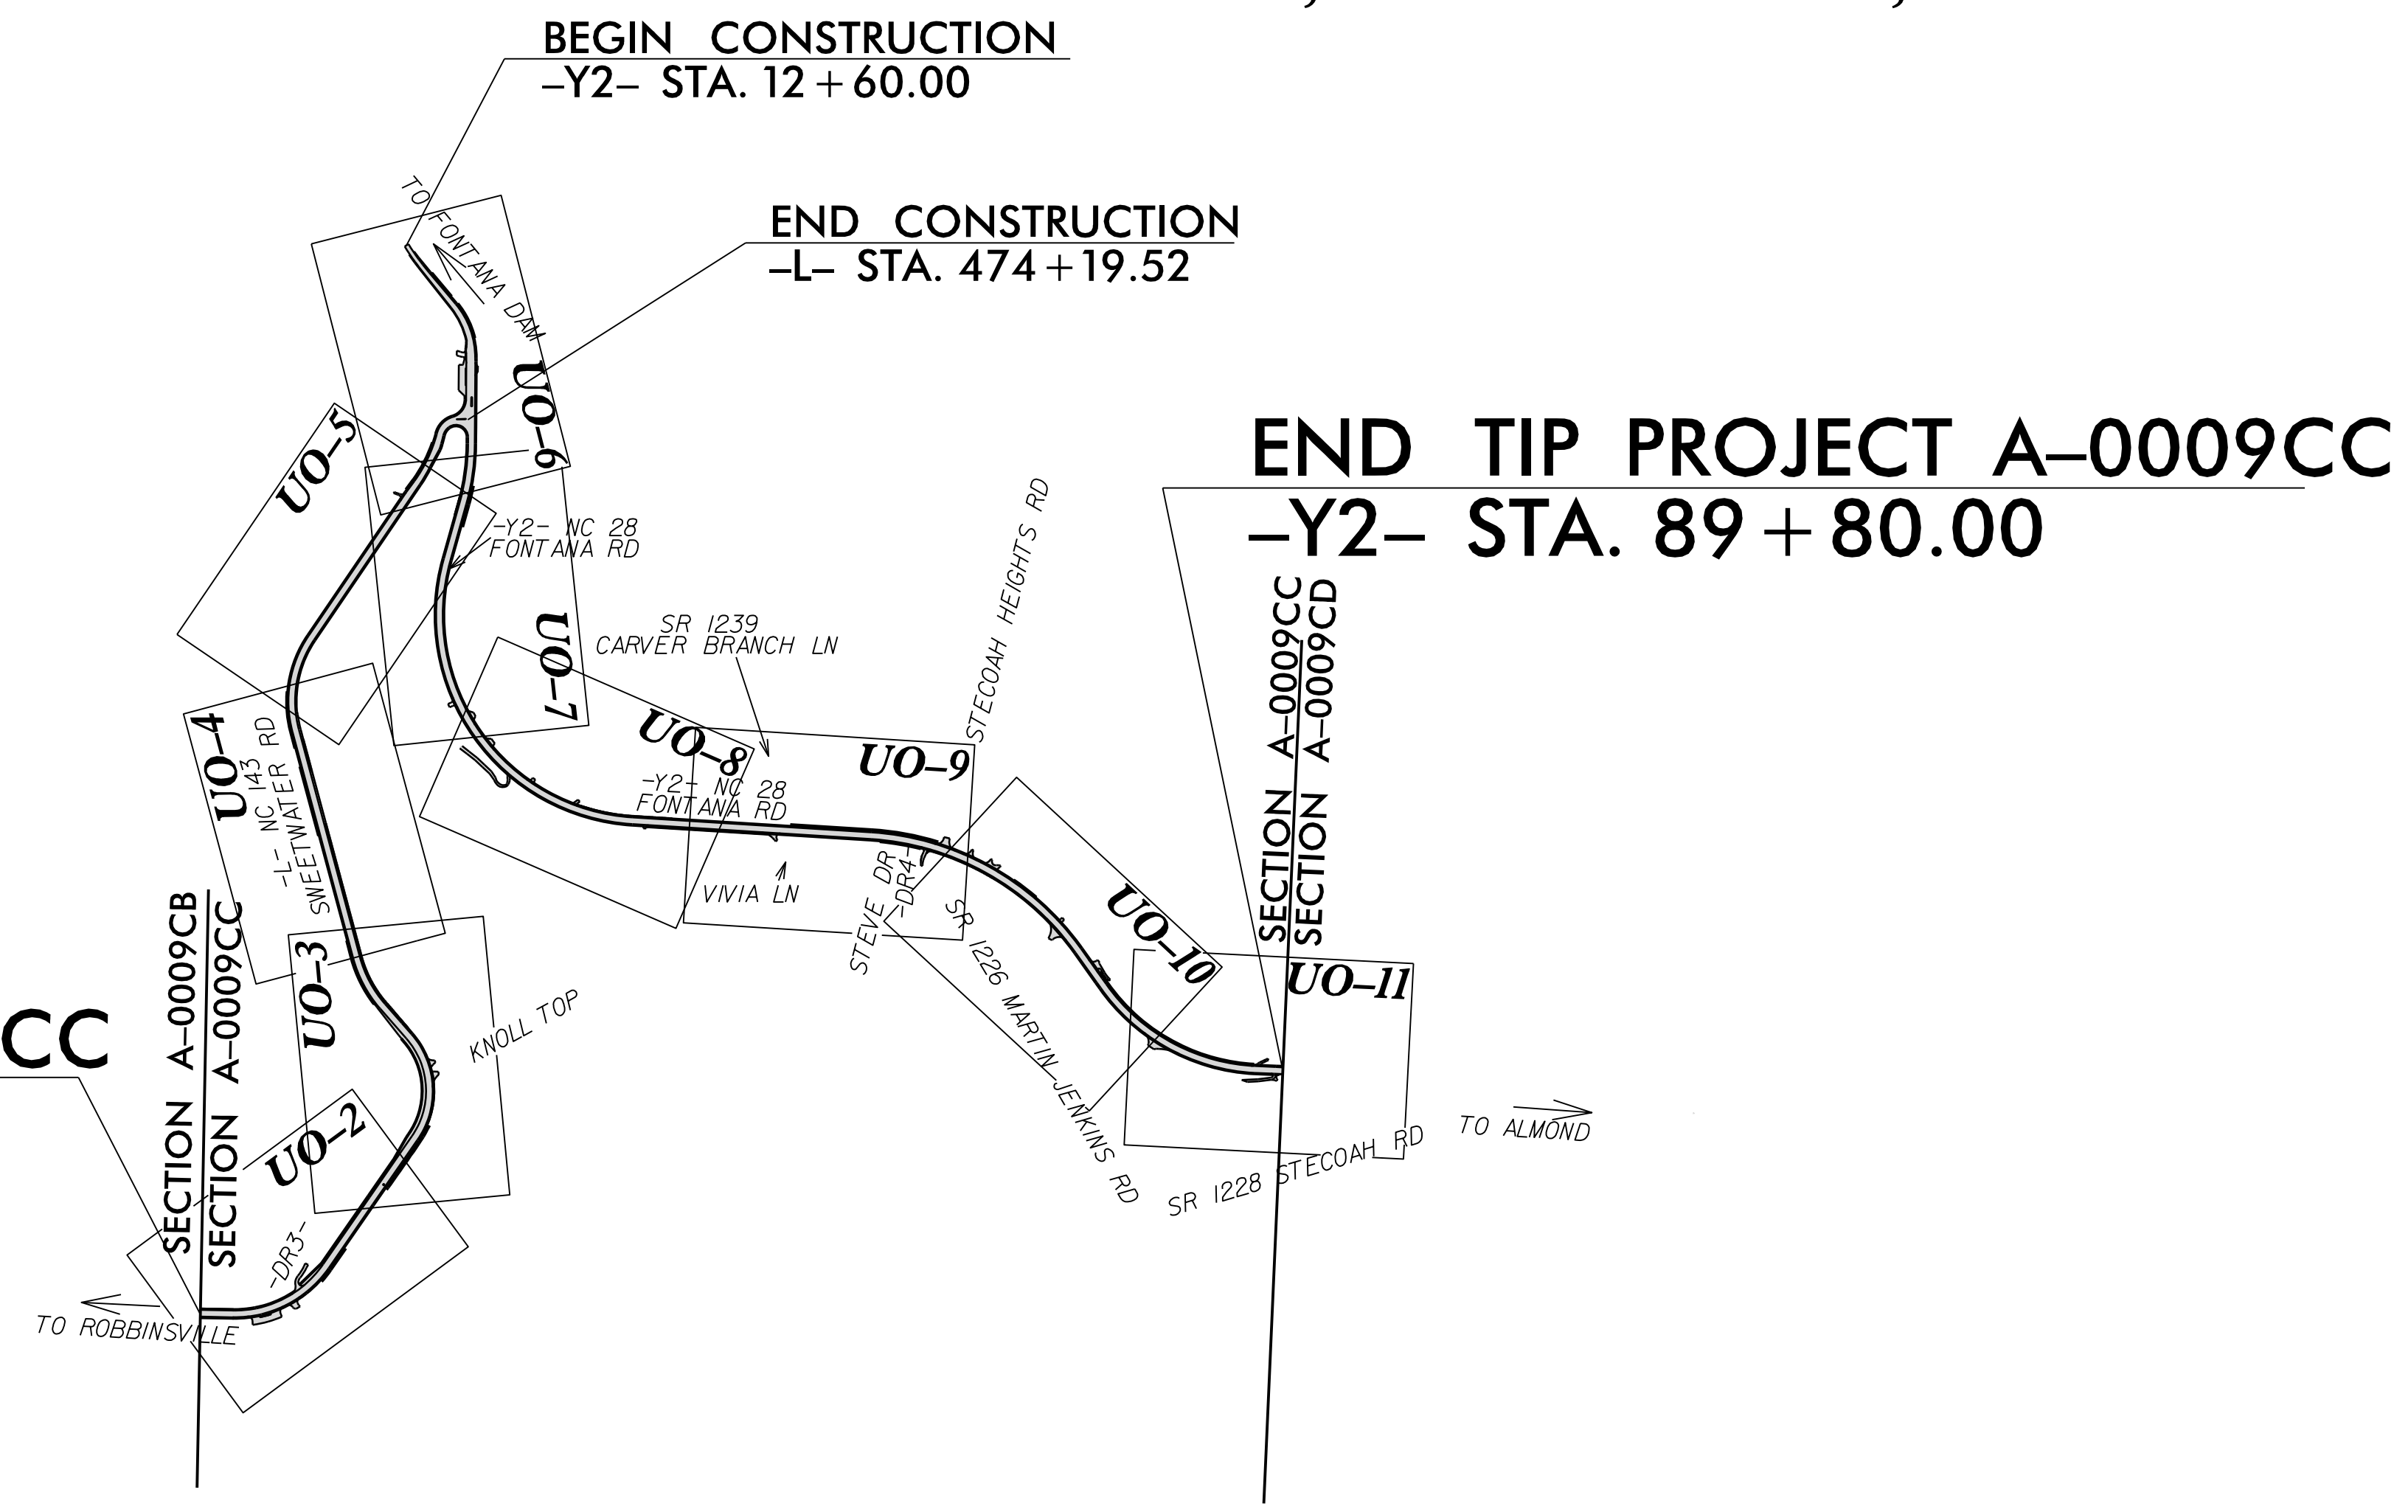 BEGIN CONSTRUCTION
–Y2– STA. 12+60.00
TO FONTANA DAM
END CONSTRUCTION
–L– STA. 474+19.52
UO–6
UO–5
END TIP PROJECT A–0009CC
–Y2– STA. 89+80.00
-Y2- NC 28
FONTANA RD
STECOAH HEIGHTS RD
SECTION A–0009CC
SECTION A–0009CD
UO–7
SR 1239
CARVER BRANCH LN
UO–4
-L- NC 143
SWEETWATER RD
UO–8
UO–9
-Y2- NC 28
FONTANA RD
VIVIA LN
STEVE DR
-DR4-
UO–10
SECTION A–0009CB
SECTION A–0009CC
UO–3
SR 1226 MARTIN JENKINS RD
UO–11
CC
KNOLL TOP
UO–2
TO ALMOND
SR 1228 STECOAH RD
-DR3-
TO ROBBINSVILLE